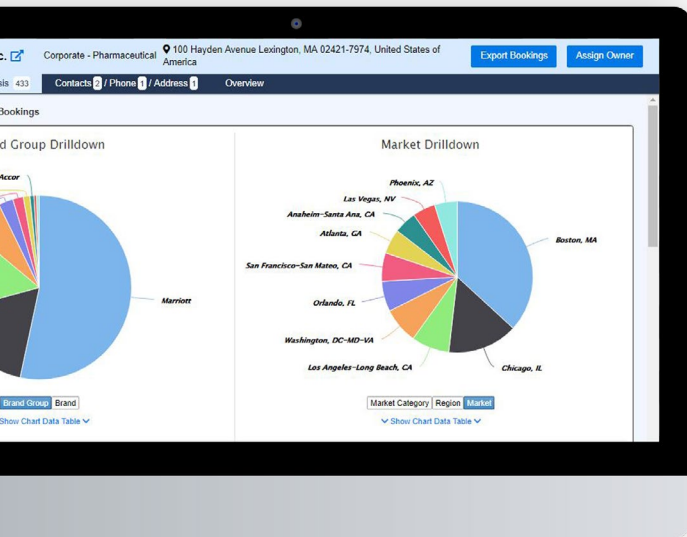 c. Corporate - Pharmaceutical 100 Hayden Avenue Lexington, MA 02421-7974, United States of
America
Export Bookings Assign Owner
sis 433 Contacts 2 / Phone 1 / Address 1 Overview
Bookings
d Group Drilldown
Accor
Marriott
Brand Group Brand
Show Chart Data Table
Market Drilldown
Phoenix, AZ
Las Vegas, NV
Anaheim-Santa Ana, CA
Atlanta, GA
Boston, MA
San Francisco-San Mateo, CA
Orlando, FL
Washington, DC-MD-VA
Los Angeles-Long Beach, CA
Chicago, IL
Market Category Region Market
Show Chart Data Table